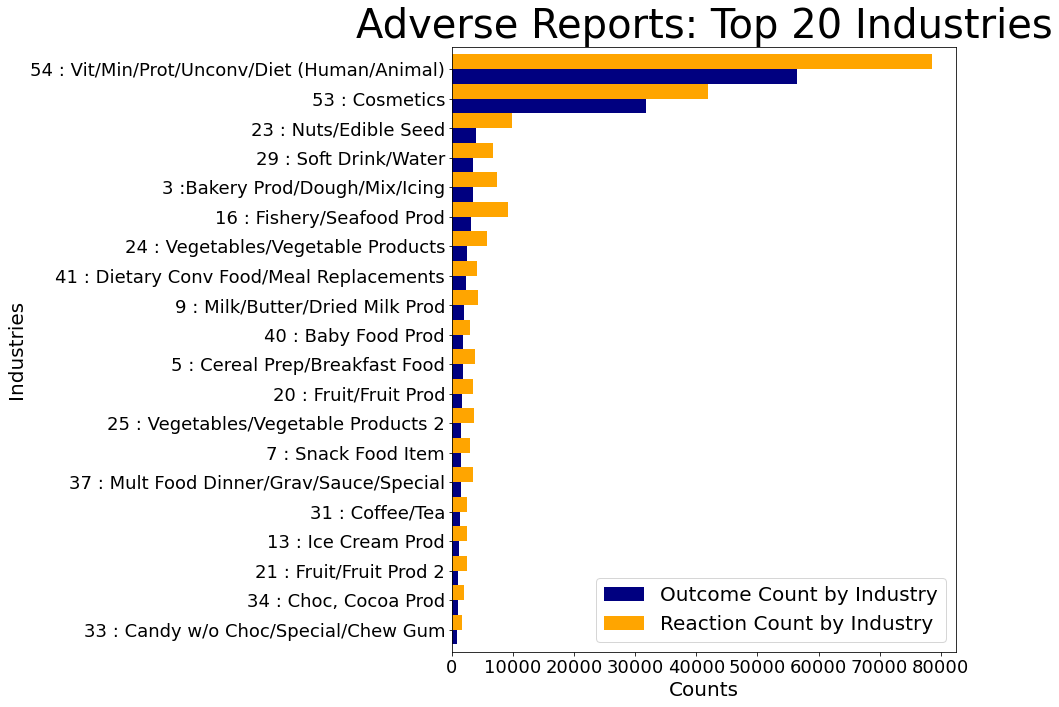 Adverse Reports: Top 20 Industries
54 : Vit/Min/Prot/Unconv/Diet (Human/Animal)
53 : Cosmetics
23 : Nuts/Edible Seed
29 : Soft Drink/Water
3 :Bakery Prod/Dough/Mix/Icing
16 : Fishery/Seafood Prod
24 : Vegetables/Vegetable Products
41 : Dietary Conv Food/Meal Replacements
9 : Milk/Butter/Dried Milk Prod
40 : Baby Food Prod
5 : Cereal Prep/Breakfast Food
20 : Fruit/Fruit Prod
25 : Vegetables/Vegetable Products 2
7 : Snack Food Item
37 : Mult Food Dinner/Grav/Sauce/Special
31 : Coffee/Tea
13 : Ice Cream Prod
21 : Fruit/Fruit Prod 2
34 : Choc, Cocoa Prod
33 : Candy w/o Choc/Special/Chew Gum
Industries
Outcome Count by Industry
Reaction Count by Industry
0 10000 20000 30000 40000 50000 60000 70000 80000
Counts